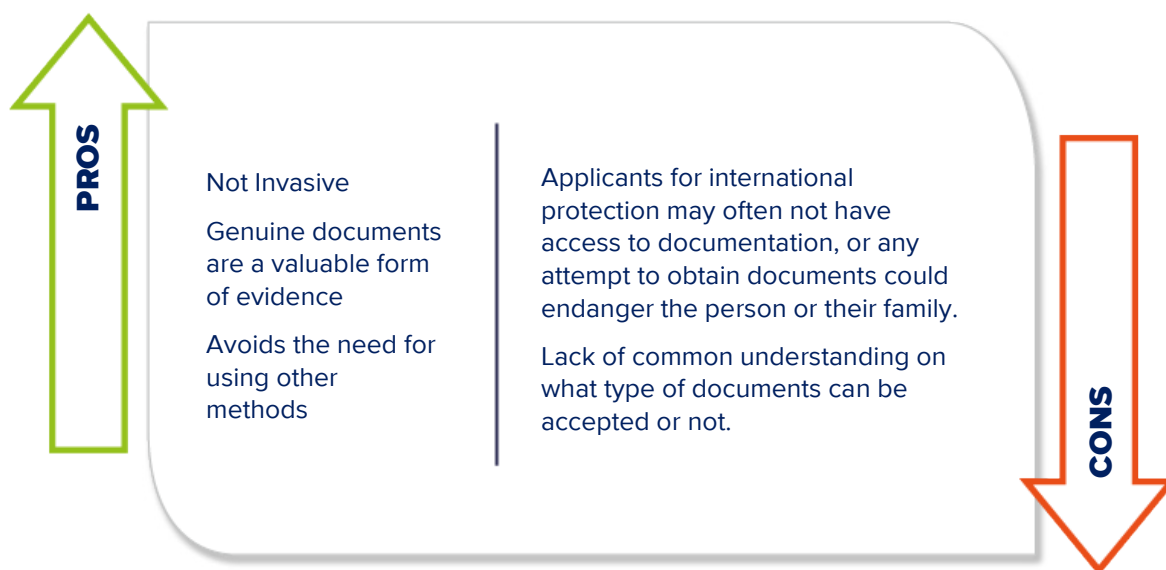 PROS
Not Invasive
Genuine documents
are a valuable form
of evidence
Avoids the need for
using other
methods
Applicants for international
protection may often not have
access to documentation, or any
attempt to obtain documents could
endanger the person or their family.
Lack of common understanding on
what type of documents can be
accepted or not.
CONS